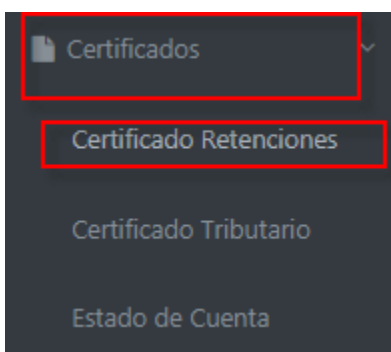 Certificados
Certificado Retenciones
Certificado Tributario
Estado de Cuenta